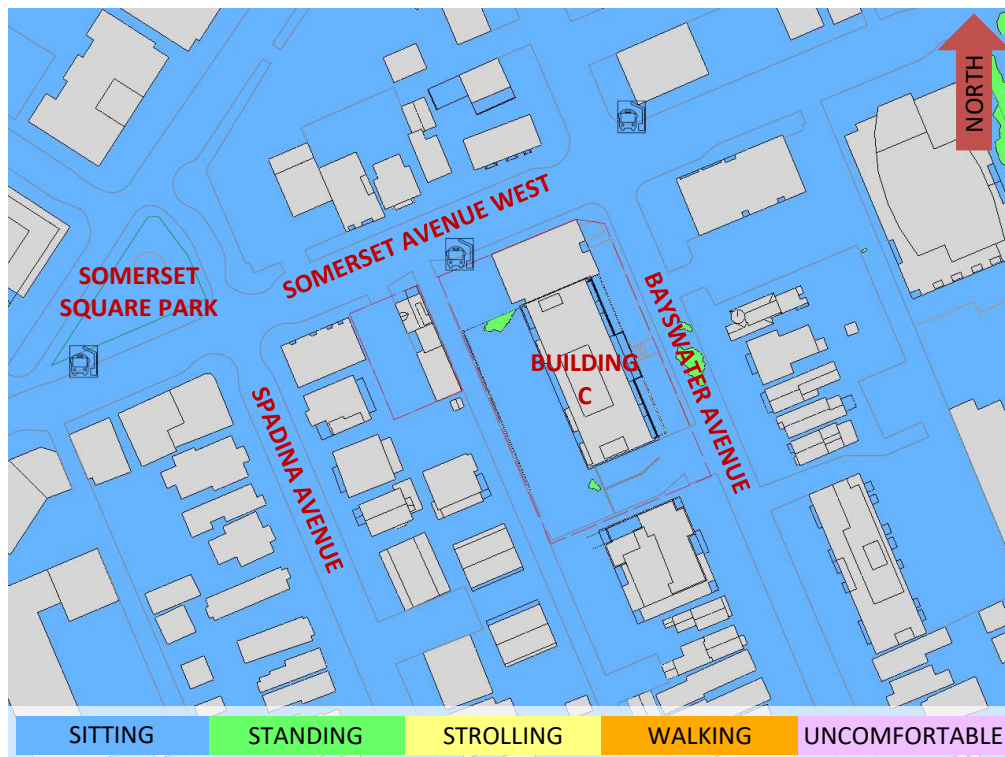 NORTH
SOMERSET AVENUE WEST
SOMERSET
SQUARE PARK
BAYSWATER AVENUE
BUILDING
C
SPADINA AVENUE
SITTING
STANDING
STROLLING
WALKING
UNCOMFORTABLE